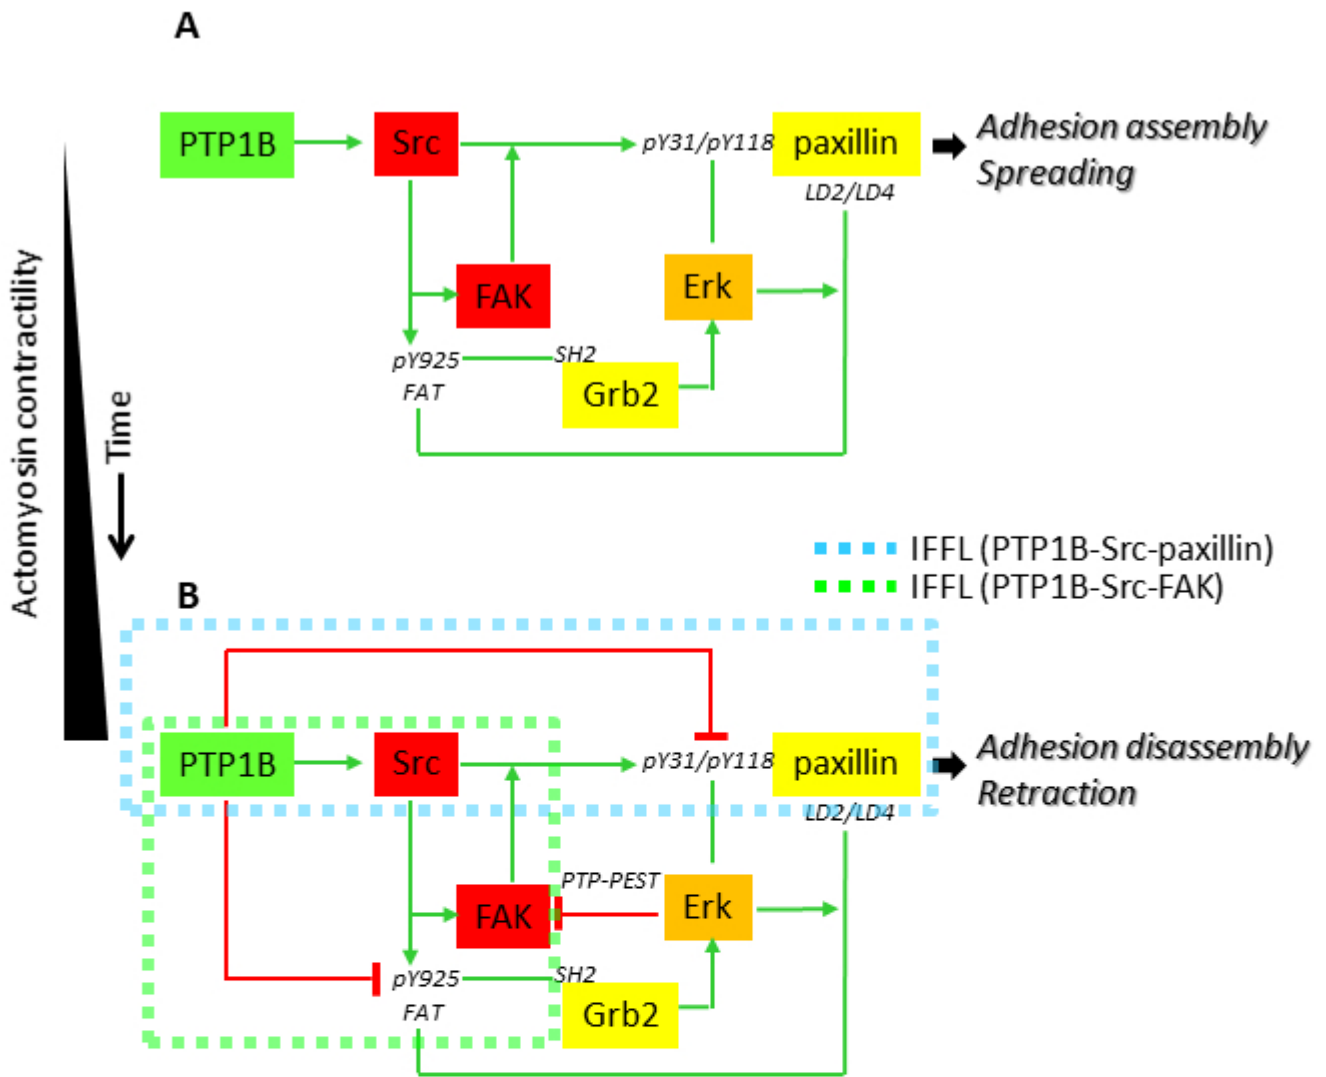 A
PTP1B
Src
pY31/pY118
paxillin
Adhesion assembly
Spreading
LD2/LD4
FAK
Erk
pY925
FAT
SH2
Grb2
Actomyosin contractility
Time
IFFL (PTP1B-Src-paxillin)
IFFL (PTP1B-Src-FAK)
B
PTP1B
Src
pY31/pY118
paxillin
Adhesion disassembly
Retraction
LD2/LD4
PTP-PEST
FAK
Erk
pY925
FAT
SH2
Grb2